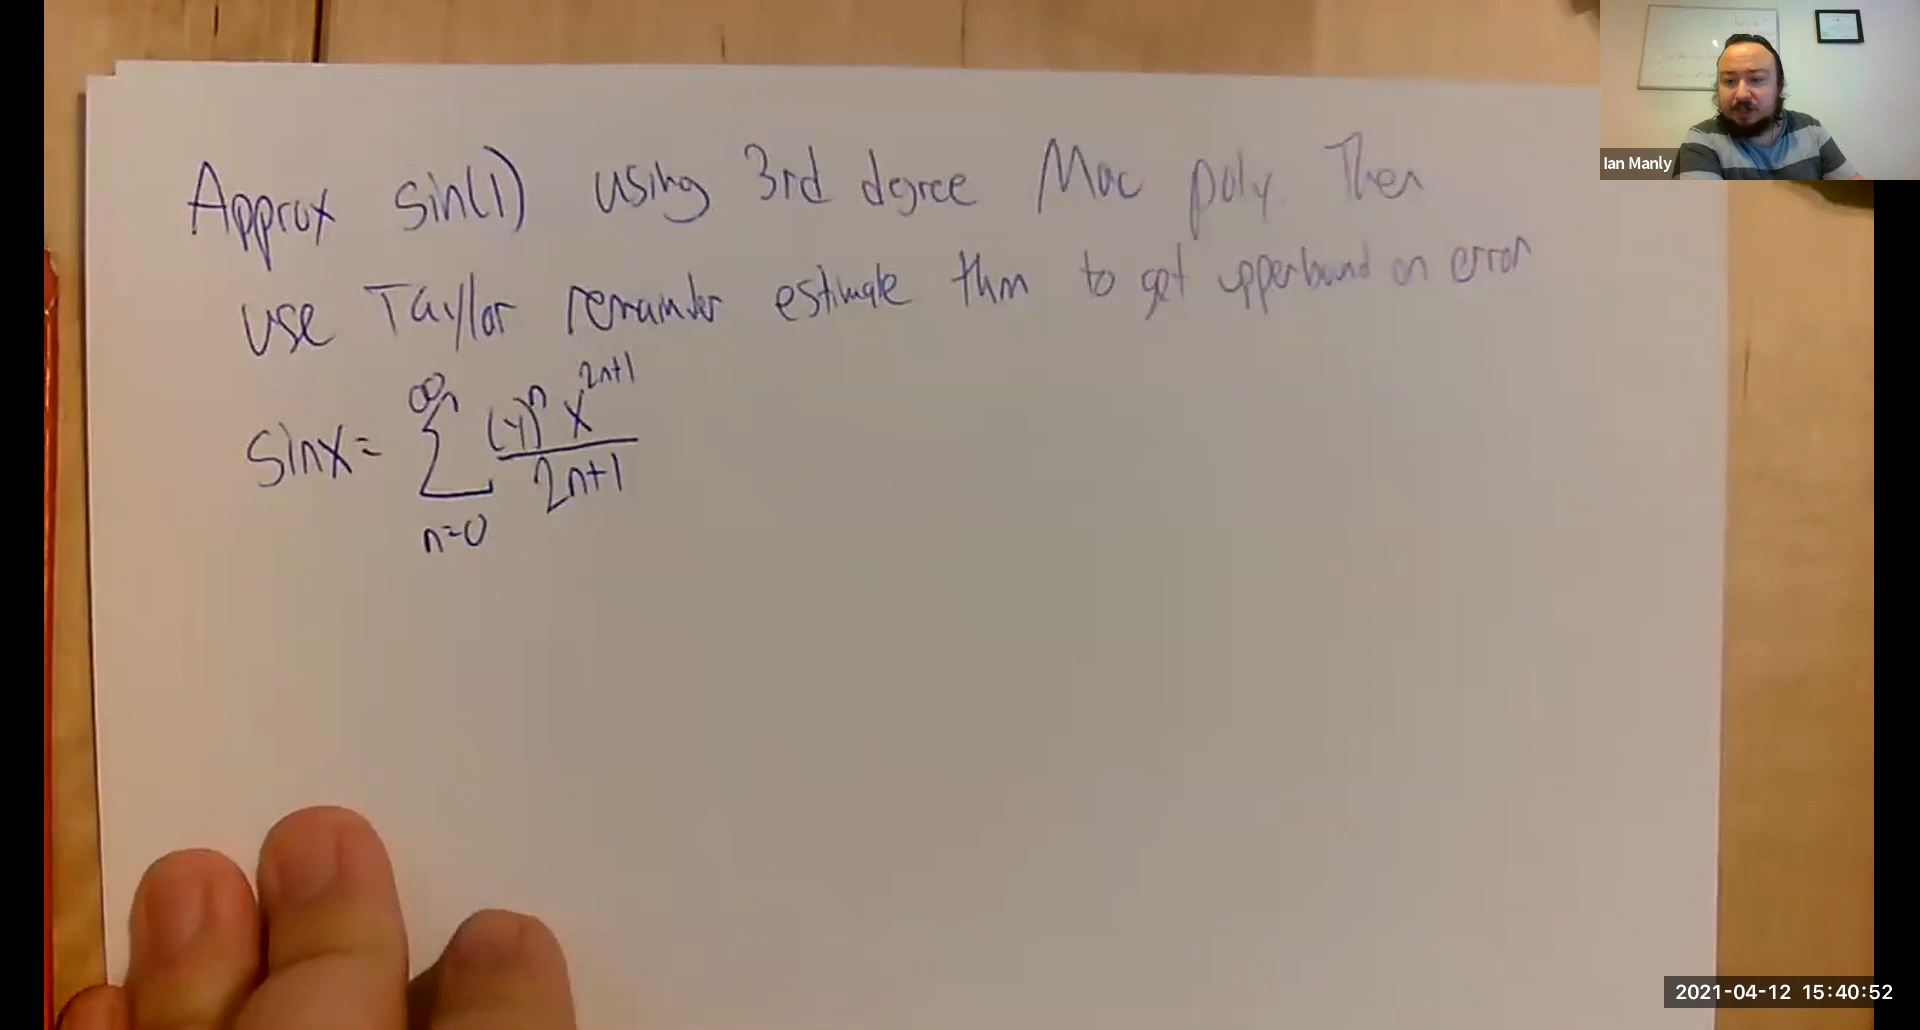 Approx sin(1) using 3rd degree Mac poly. Then
use Taylor remainder estimate thm to get upperbound on error
sinx = ∞ Σ n=0 (-1)^n x^2n+1 / 2n+1
Ian Manly
2021-04-12 15:40:52